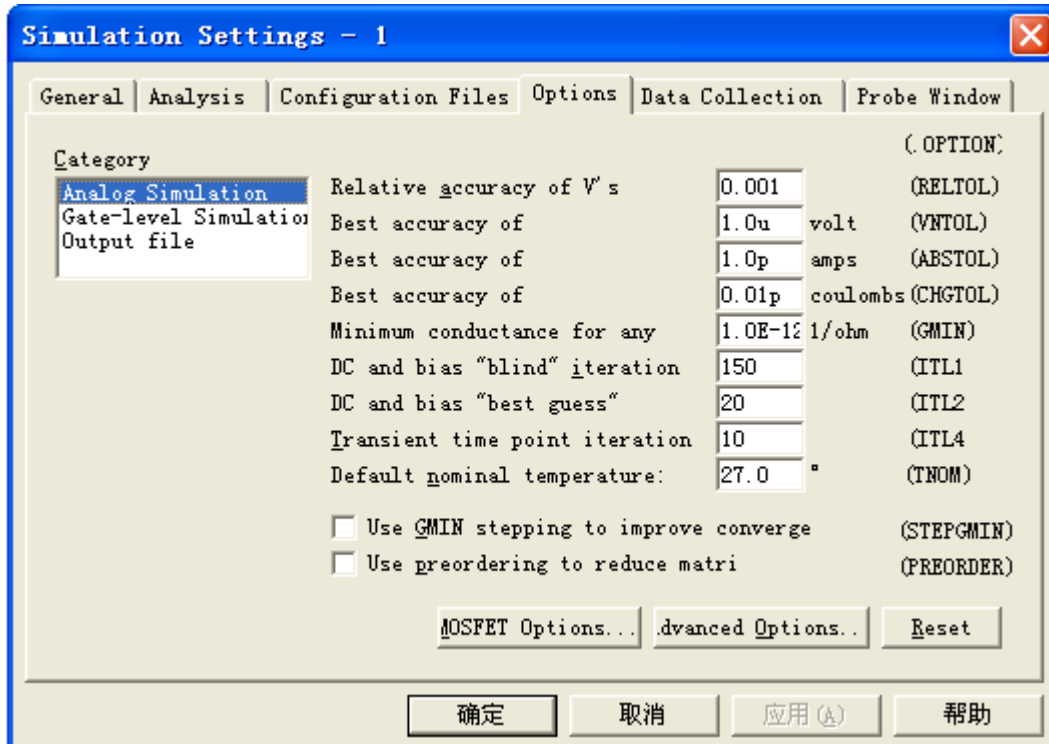 Simulation Settings - 1
General Analysis Configuration Files Options Data Collection Probe Window
(.OPTION)
Category
Analog Simulation
Gate-level Simulation
Output file
Relative accuracy of V's 0.001 (RELTOL)
Best accuracy of 1.0u volt (VNTOL)
Best accuracy of 1.0p amps (ABSTOL)
Best accuracy of 0.01p coulombs (CHGTOL)
Minimum conductance for any 1.0E-12 1/ohm (GMIN)
DC and bias "blind" iteration 150 (ITL1
DC and bias "best guess" 20 (ITL2
Transient time point iteration 10 (ITL4
Default nominal temperature: 27.0 ° (TNOM)
Use GMIN stepping to improve converge (STEPGMIN)
Use preordering to reduce matri (PREORDER)
MOSFET Options... .dvanced Options.. Reset
确定 取消 应用(A) 帮助